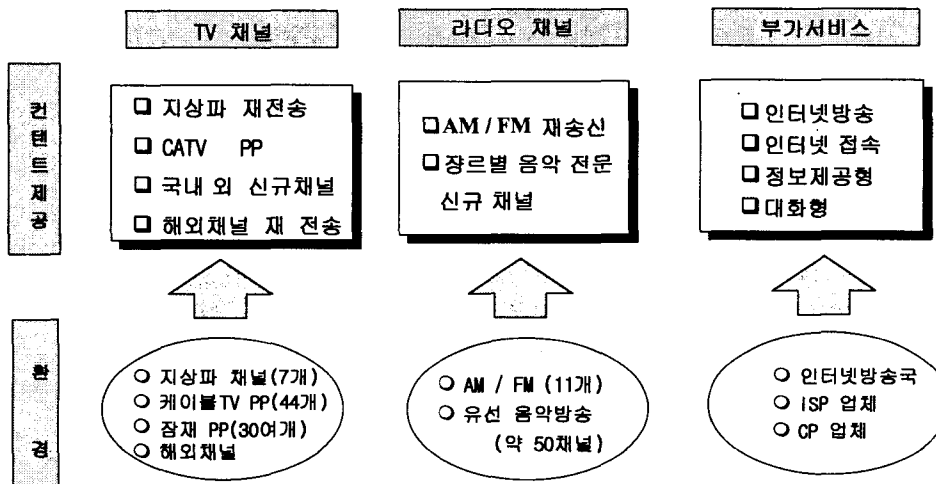 TV 채널
라디오 채널
부가서비스
컨텐트제공
❑ 지상파 재전송
❑ CATV PP
❑ 국내 외 신규채널
❑ 해외채널 재 전송
❑AM / FM 재송신
❑쟝르별 음악 전문
신규 채널
❑인터넷방송
❑인터넷 접속
❑정보제공형
❑대화형
환경
○ 지상파 채널(7개)
○ 케이블TV PP(44개)
○ 잠재 PP(30여개)
○ 해외채널
○ AM / FM (11개)
○ 유선 음악방송
(약 50채널)
○ 인터넷방송국
○ ISP 업체
○ CP 업체